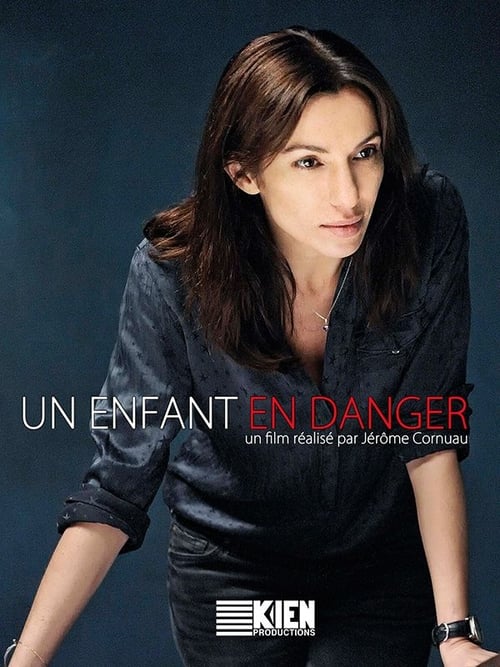 UN ENFANT EN DANGER
un film réalisé par Jérôme Cornuau
KIEN
PRODUCTIONS